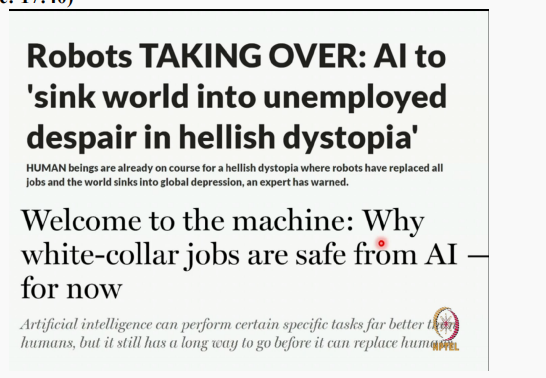 Robots TAKING OVER: AI to
'sink world into unemployed
despair in hellish dystopia'
HUMAN beings are already on course for a hellish dystopia where robots have replaced all
jobs and the world sinks into global depression, an expert has warned.
Welcome to the machine: Why
white-collar jobs are safe from AI —
for now
Artificial intelligence can perform certain specific tasks far better than
humans, but it still has a long way to go before it can replace
NPTEL